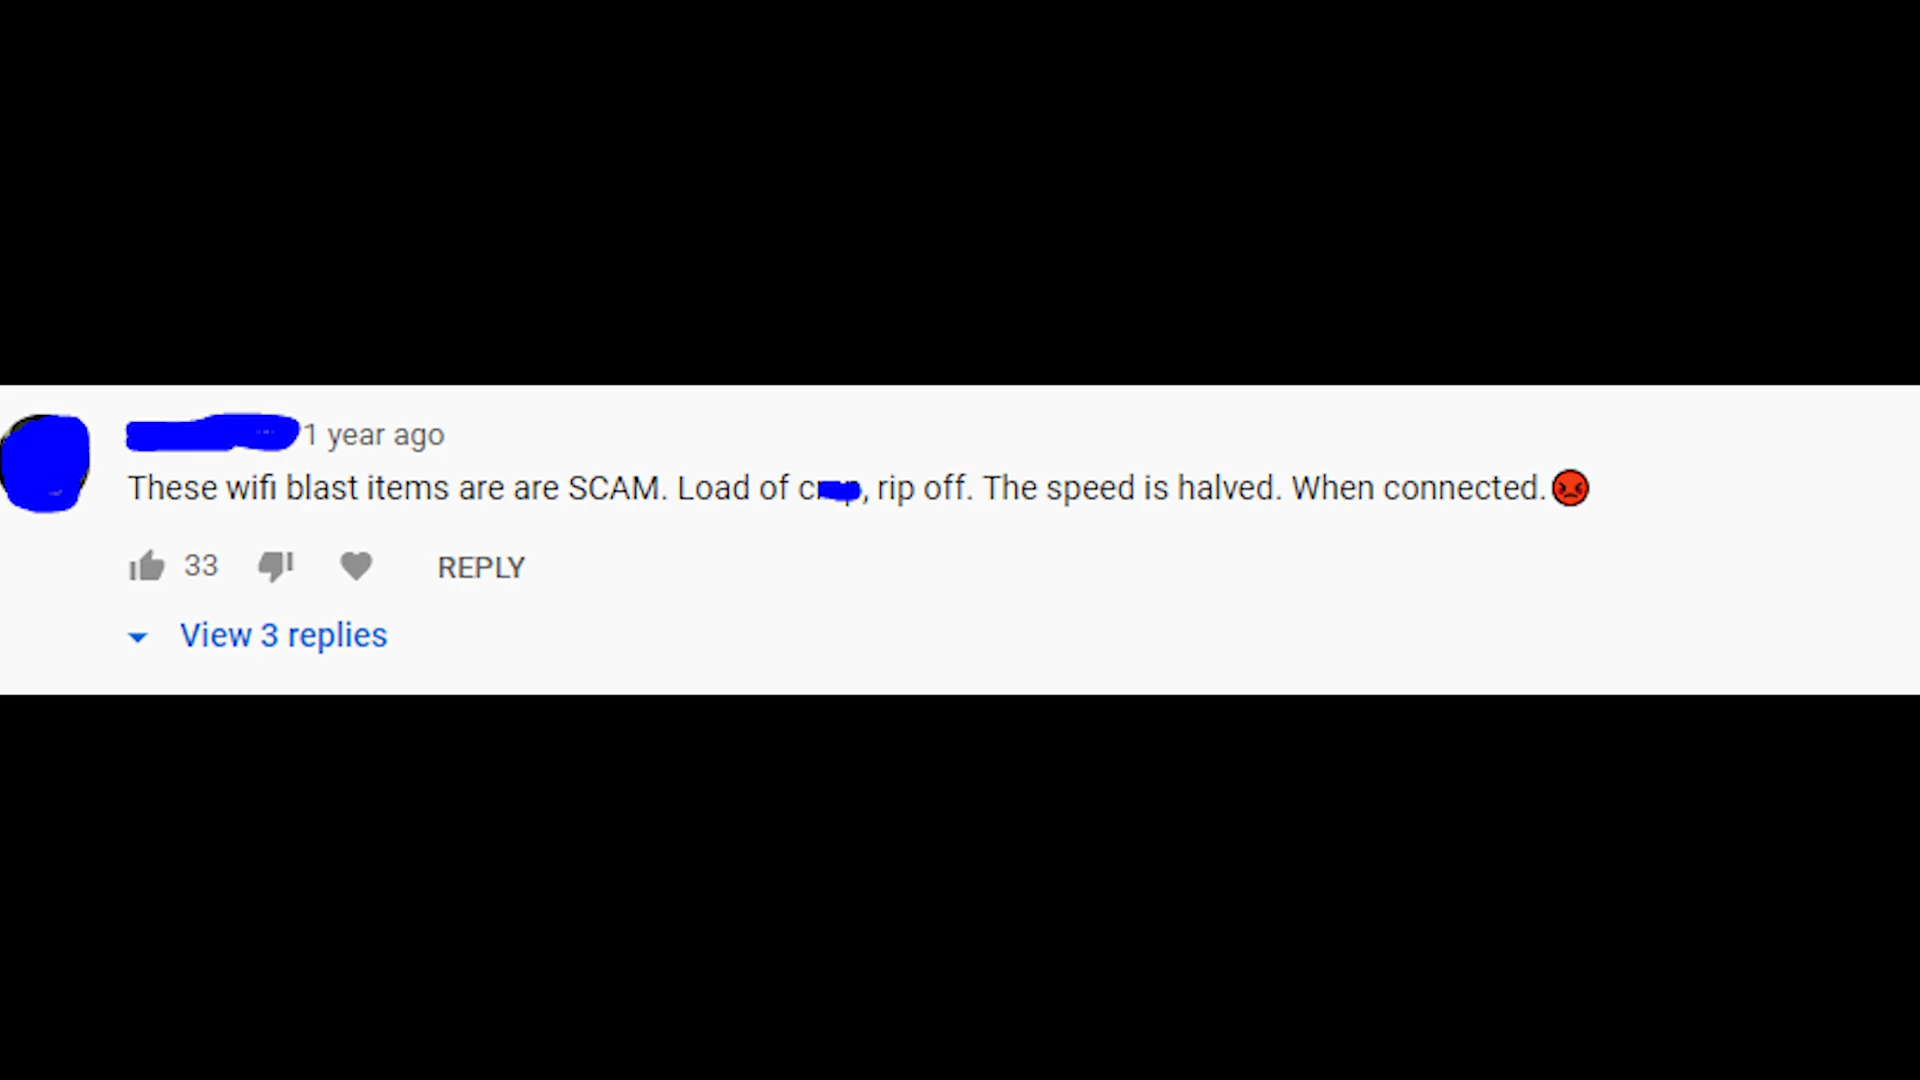 1 year ago
These wifi blast items are are SCAM. Load of , rip off. The speed is halved. When connected.😡
33 REPLY
View 3 replies